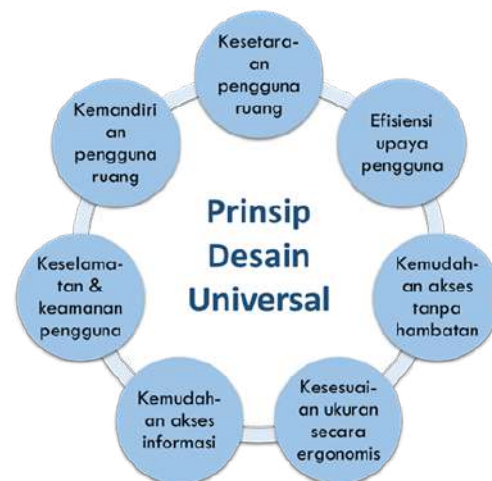 Kesetara-
an
pengguna
ruang
Efisiensi
upaya
pengguna
Kemudah-
an akses
tanpa
hambatan
Kesesuai-
an ukuran
secara
ergonomis
Kemudah-
an akses
informasi
Keselama-
tan &
keamanan
pengguna
Kemandiri
an
pengguna
ruang
Prinsip
Desain
Universal